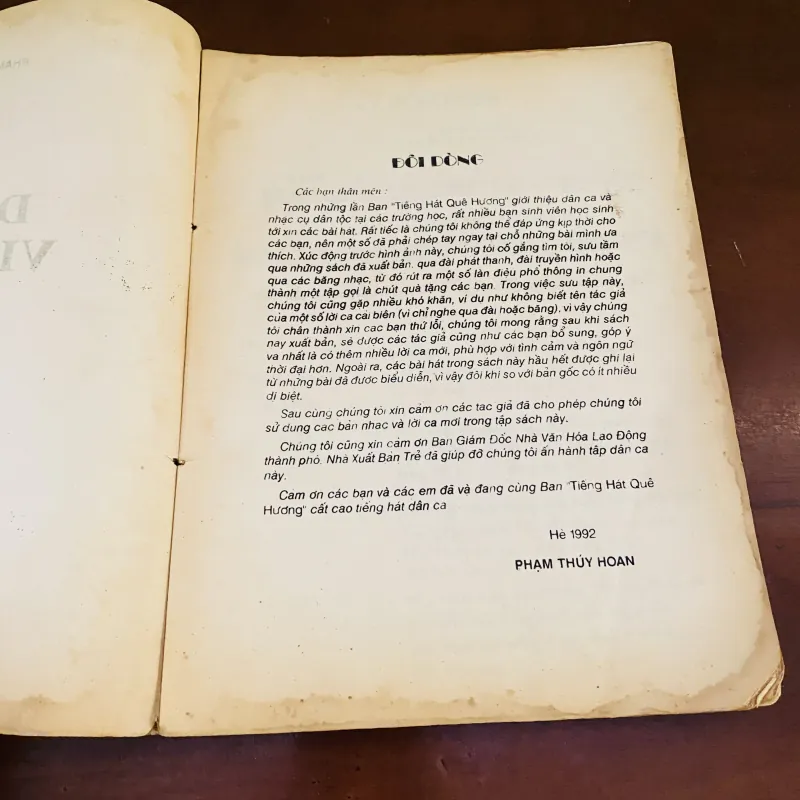 ĐÔI DÒNG
Các bạn thân mến :
Trong những lần Ban "Tiếng Hát Quê Hương" giới thiệu dân ca và
nhạc cụ dân tộc tại các trường học, rất nhiều bạn sinh viên học sinh
tới xin các bài hát. Rất tiếc là chúng tôi không thể đáp ứng kịp thời cho
các bạn, nên một số đã phải chép tay ngay tại chỗ những bài mình ưa
thích. Xúc động trước hình ảnh này, chúng tôi cố gắng tìm tòi, sưu tầm
qua những sách đã xuất bản. qua đài phát thanh, đài truyền hình hoặc
qua các băng nhạc, từ đó rút ra một số làn điệu phổ thông in chung
thành một tập gọi là chút quà tặng các bạn. Trong việc sưu tập này,
chúng tôi cũng gặp nhiều khó khăn, ví dụ như không biết tên tác giả
của một số lời ca cải biên (vì chỉ nghe qua đài hoặc băng). vì vậy chúng
tôi chân thành xin các bạn thứ lỗi, chúng tôi mong rằng sau khi sách
nay xuất bản, sẽ được các tác giả cũng như các bạn bổ sung, góp ý
va nhất là có thêm nhiều lời ca mới, phù hợp với tình cảm và ngôn ngữ
thời đại hơn. Ngoài ra, các bài hát trong sách này hầu hết được ghi lại
từ những bài đã được biểu diễn, vì vậy đôi khi so với bản gốc có ít nhiều
dị biệt.
Sau cùng chúng tôi xin cảm ơn các tac giả đã cho phép chúng tôi
sử dung cac bản nhac và lời ca mơi trong tập sách này.
Chúng tôi cũng xin cảm ơn Ban Giám Đốc Nhà Văn Hóa Lao Động
thành phó. Nhà Xuất Bản Trẻ đã giúp đỡ chúng tôi ấn hành tập dân ca
này.
Cam ơn các bạn và các em đã và đang cùng Ban "Tiếng Hát Quê
Hương" cất cao tiếng hát dân ca
Hè 1992
PHẠM THÚY HOAN